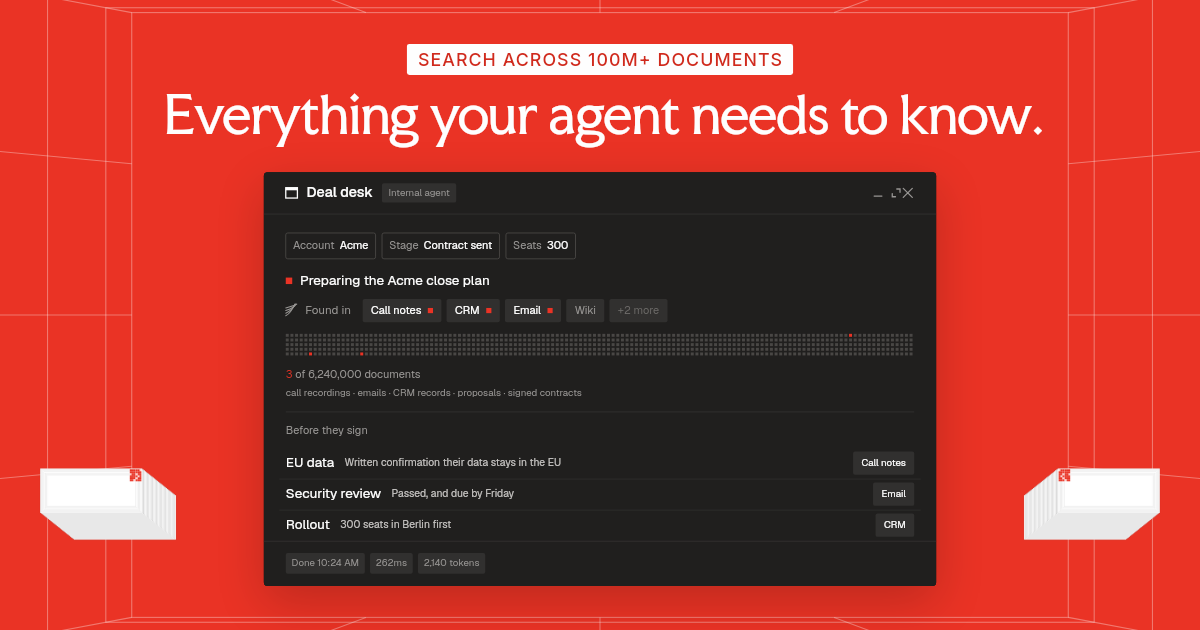 SEARCH ACROSS 100M+ DOCUMENTS
Everything your agent needs to know.
Deal desk Internal agent
Account Acme Stage Contract sent Seats 300
Preparing the Acme close plan
Found in Call notes CRM Email Wiki +2 more
3 of 6,240,000 documents
call recordings · emails · CRM records · proposals · signed contracts
Before they sign
EU data Written confirmation their data stays in the EU Call notes
Security review Passed, and due by Friday Email
Rollout 300 seats in Berlin first CRM
Done 10:24 AM 262ms 2,140 tokens